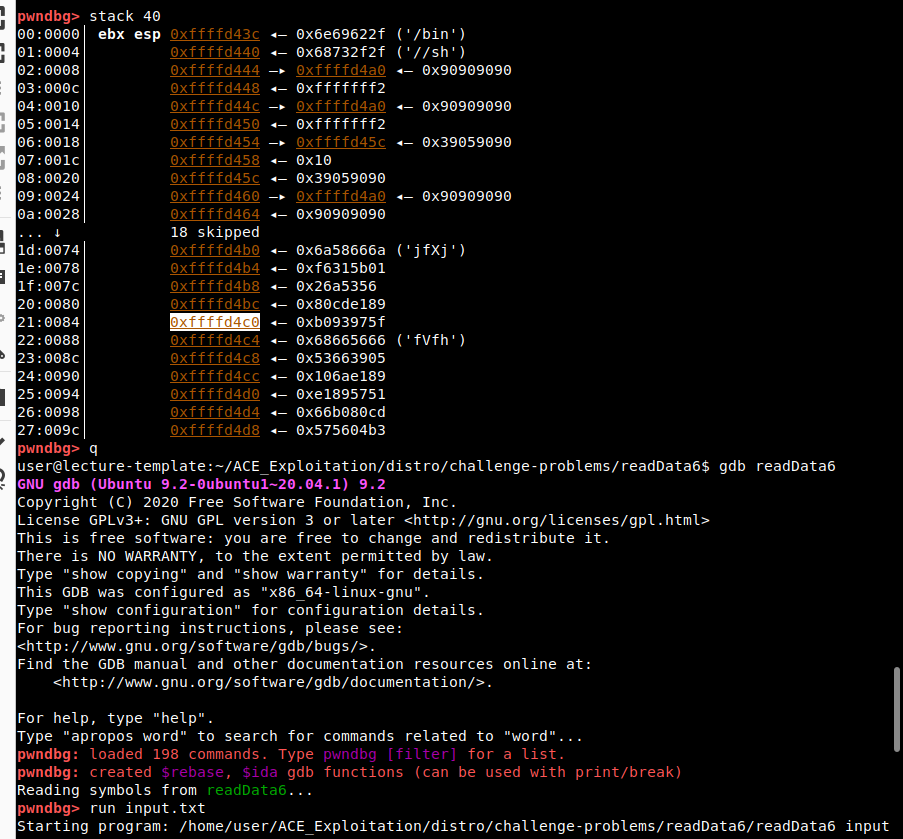 pwndbg> stack 40
00:0000│ ebx esp 0xffffd43c ◂— 0x6e69622f ('/bin')
01:0004│ 0xffffd440 ◂— 0x68732f2f ('//sh')
02:0008│ 0xffffd444 —▸ 0xffffd4a0 ◂— 0x90909090
03:000c│ 0xffffd448 ◂— 0xfffffff2
04:0010│ 0xffffd44c —▸ 0xffffd4a0 ◂— 0x90909090
05:0014│ 0xffffd450 ◂— 0xfffffff2
06:0018│ 0xffffd454 —▸ 0xffffd45c ◂— 0x39059090
07:001c│ 0xffffd458 ◂— 0x10
08:0020│ 0xffffd45c ◂— 0x39059090
09:0024│ 0xffffd460 —▸ 0xffffd4a0 ◂— 0x90909090
0a:0028│ 0xffffd464 ◂— 0x90909090
... ↓ 18 skipped
1d:0074│ 0xffffd4b0 ◂— 0x6a58666a ('jfXj')
1e:0078│ 0xffffd4b4 ◂— 0xf6315b01
1f:007c│ 0xffffd4b8 ◂— 0x26a5356
20:0080│ 0xffffd4bc ◂— 0x80cde189
21:0084│ 0xffffd4c0 ◂— 0xb093975f
22:0088│ 0xffffd4c4 ◂— 0x68665666 ('fVfh')
23:008c│ 0xffffd4c8 ◂— 0x53663905
24:0090│ 0xffffd4cc ◂— 0x106ae189
25:0094│ 0xffffd4d0 ◂— 0xe1895751
26:0098│ 0xffffd4d4 ◂— 0x66b080cd
27:009c│ 0xffffd4d8 ◂— 0x575604b3
pwndbg> q
user@lecture-template:~/ACE_Exploitation/distro/challenge-problems/readData6$ gdb readData6
GNU gdb (Ubuntu 9.2-0ubuntu1~20.04.1) 9.2
Copyright (C) 2020 Free Software Foundation, Inc.
License GPLv3+: GNU GPL version 3 or later <http://gnu.org/licenses/gpl.html>
This is free software: you are free to change and redistribute it.
There is NO WARRANTY, to the extent permitted by law.
Type "show copying" and "show warranty" for details.
This GDB was configured as "x86_64-linux-gnu".
Type "show configuration" for configuration details.
For bug reporting instructions, please see:
<http://www.gnu.org/software/gdb/bugs/>.
Find the GDB manual and other documentation resources online at:
    <http://www.gnu.org/software/gdb/documentation/>.

For help, type "help".
Type "apropos word" to search for commands related to "word"...
pwndbg: loaded 198 commands. Type pwndbg [filter] for a list.
pwndbg: created $rebase, $ida gdb functions (can be used with print/break)
Reading symbols from readData6...
pwndbg> run input.txt
Starting program: /home/user/ACE_Exploitation/distro/challenge-problems/readData6/readData6 input